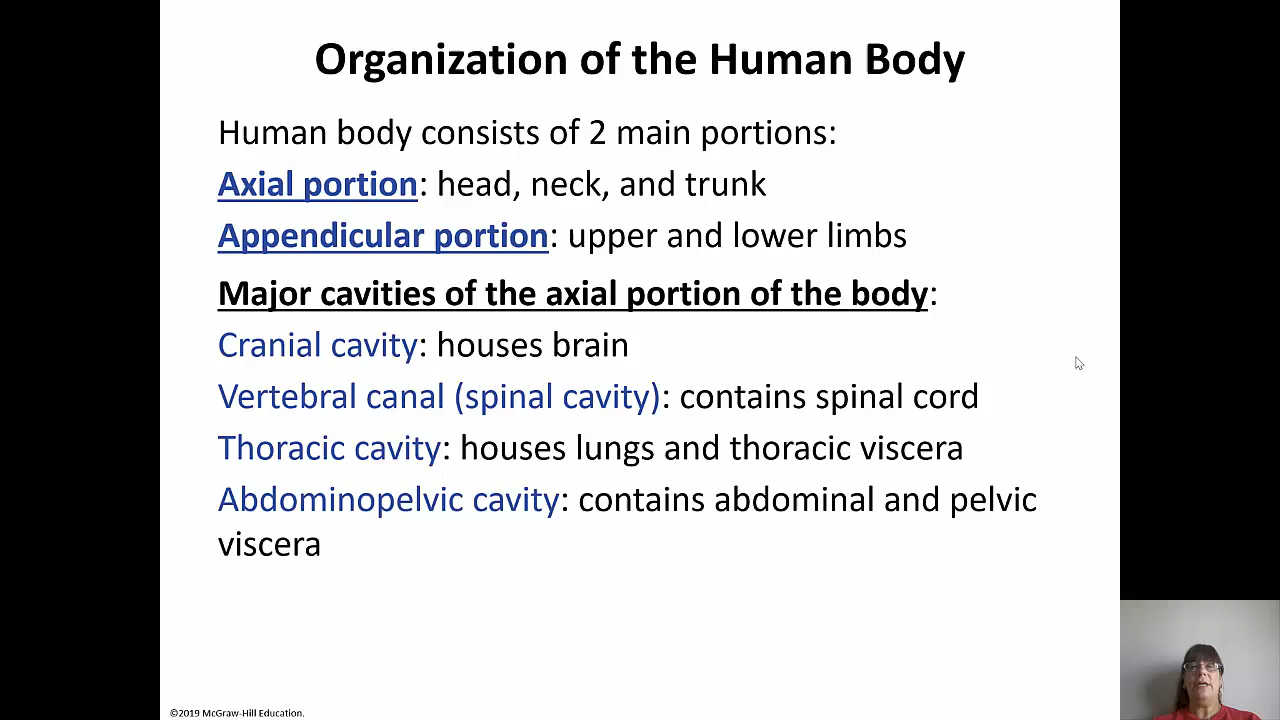 Organization of the Human Body
Human body consists of 2 main portions:
Axial portion: head, neck, and trunk
Appendicular portion: upper and lower limbs
Major cavities of the axial portion of the body:
Cranial cavity: houses brain
Vertebral canal (spinal cavity): contains spinal cord
Thoracic cavity: houses lungs and thoracic viscera
Abdominopelvic cavity: contains abdominal and pelvic
viscera
©2019 McGraw-Hill Education.